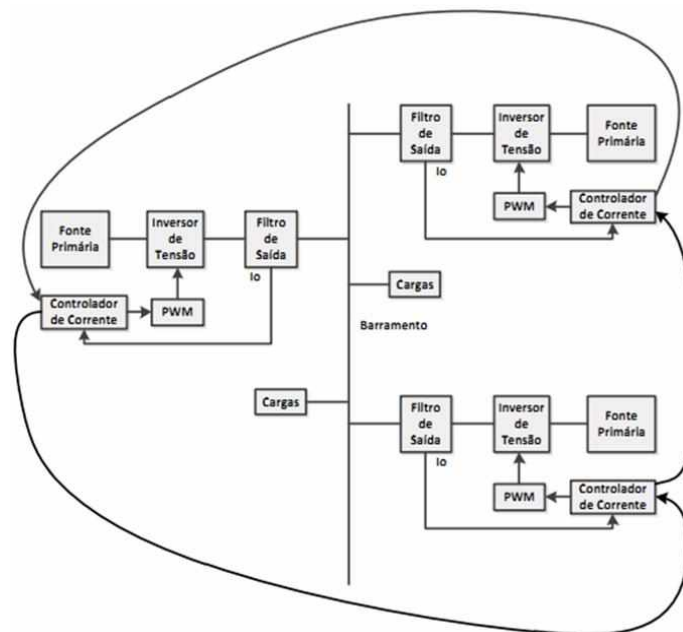 Filtro
de
Saída
Inversor
de
Tensão
Fonte
Primária
Io
PWM
Controlador
de Corrente
Fonte
Primária
Inversor
de
Tensão
Filtro
de
Saída
Io
Controlador
de Corrente
PWM
Cargas
Barramento
Cargas
Filtro
de
Saída
Inversor
de
Tensão
Fonte
Primária
Io
PWM
Controlador
de Corrente